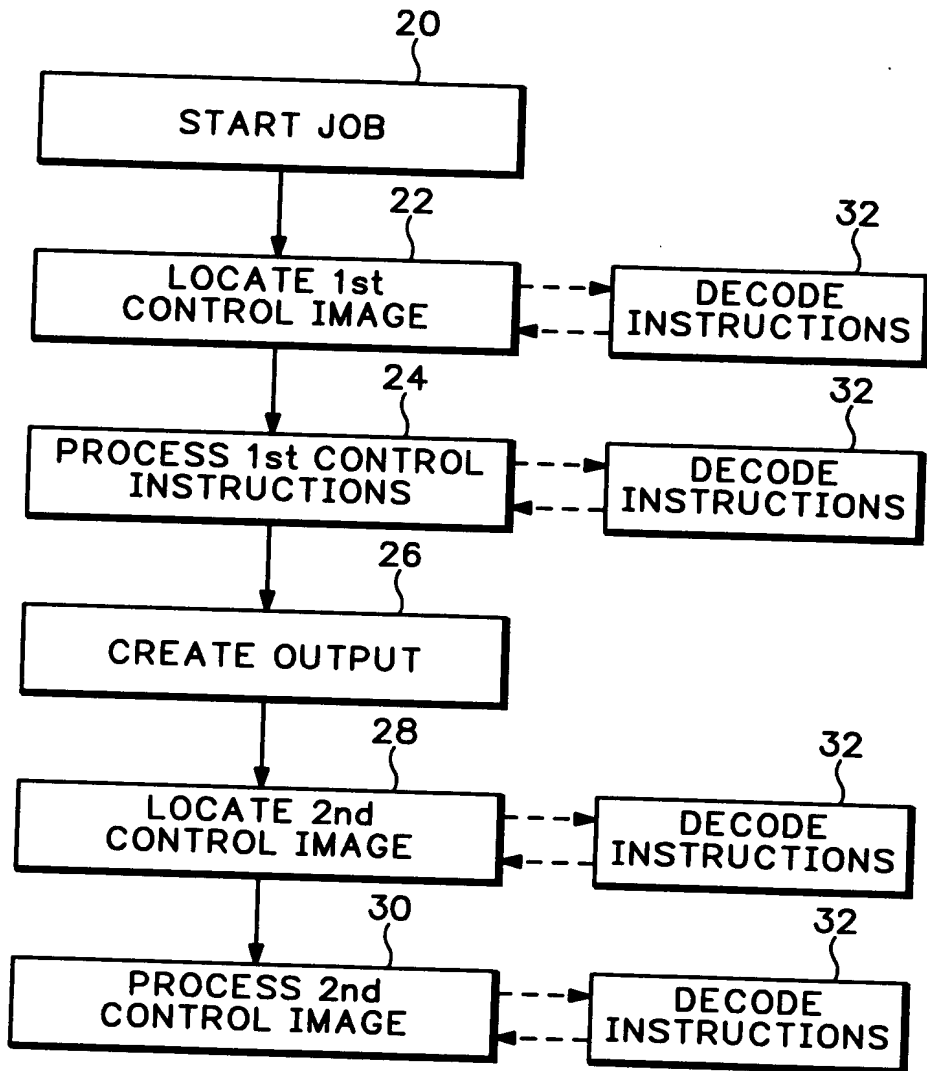 20
START JOB
22
32
LOCATE 1st
CONTROL IMAGE
DECODE
INSTRUCTIONS
24
32
PROCESS 1st CONTROL
INSTRUCTIONS
DECODE
INSTRUCTIONS
26
CREATE OUTPUT
28
32
LOCATE 2nd
CONTROL IMAGE
DECODE
INSTRUCTIONS
30
32
PROCESS 2nd
CONTROL IMAGE
DECODE
INSTRUCTIONS